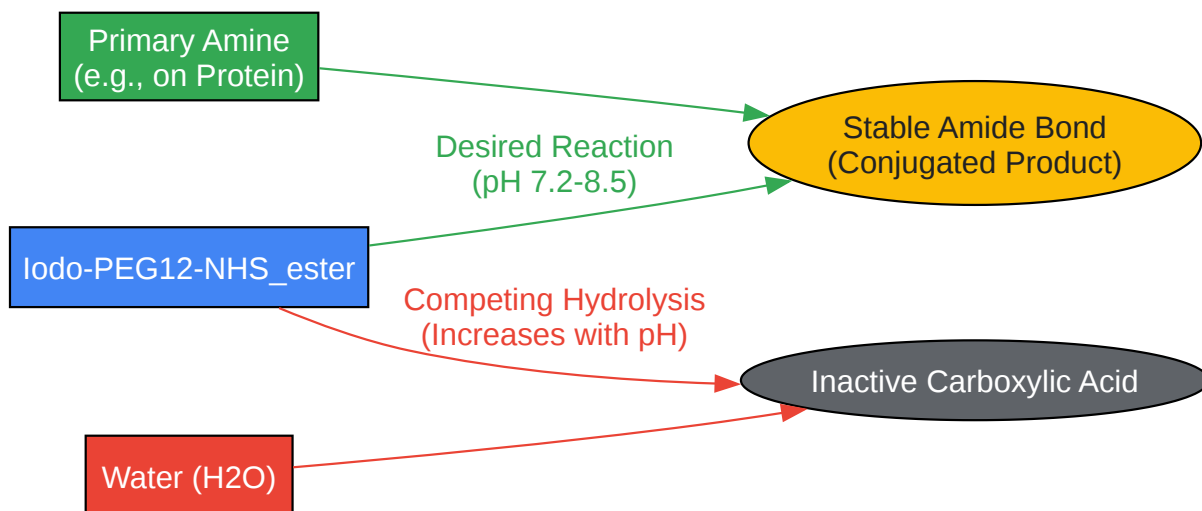 Primary Amine
(e.g., on Protein)
Stable Amide Bond
(Conjugated Product)
Desired Reaction
(pH 7.2-8.5)
Iodo-PEG12-NHS_ester
Competing Hydrolysis
(Increases with pH)
Inactive Carboxylic Acid
Water (H2O)